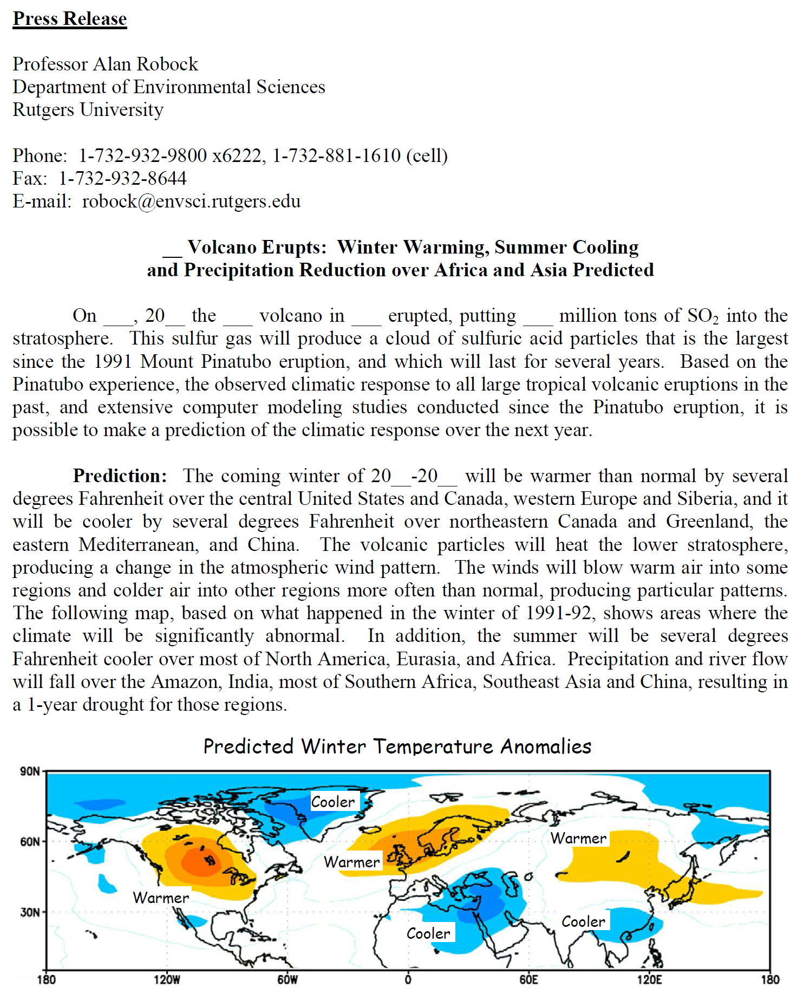 Press Release
Professor Alan Robock
Department of Environmental Sciences
Rutgers University
Phone: 1-732-932-9800 x6222, 1-732-881-1610 (cell)
Fax: 1-732-932-8644
E-mail: robock@envsci.rutgers.edu
__ Volcano Erupts: Winter Warming, Summer Cooling
and Precipitation Reduction over Africa and Asia Predicted
On ___, 20__ the ___ volcano in ___ erupted, putting ___ million tons of SO₂ into the
stratosphere. This sulfur gas will produce a cloud of sulfuric acid particles that is the largest
since the 1991 Mount Pinatubo eruption, and which will last for several years. Based on the
Pinatubo experience, the observed climatic response to all large tropical volcanic eruptions in the
past, and extensive computer modeling studies conducted since the Pinatubo eruption, it is
possible to make a prediction of the climatic response over the next year.
Prediction: The coming winter of 20__-20__ will be warmer than normal by several
degrees Fahrenheit over the central United States and Canada, western Europe and Siberia, and it
will be cooler by several degrees Fahrenheit over northeastern Canada and Greenland, the
eastern Mediterranean, and China. The volcanic particles will heat the lower stratosphere,
producing a change in the atmospheric wind pattern. The winds will blow warm air into some
regions and colder air into other regions more often than normal, producing particular patterns.
The following map, based on what happened in the winter of 1991-92, shows areas where the
climate will be significantly abnormal. In addition, the summer will be several degrees
Fahrenheit cooler over most of North America, Eurasia, and Africa. Precipitation and river flow
will fall over the Amazon, India, most of Southern Africa, Southeast Asia and China, resulting in
a 1-year drought for those regions.
Predicted Winter Temperature Anomalies
90N
Cooler
60N
Warmer
Warmer
Warmer
30N
Cooler
Cooler
180 120W 60W 0 60E 120E 180